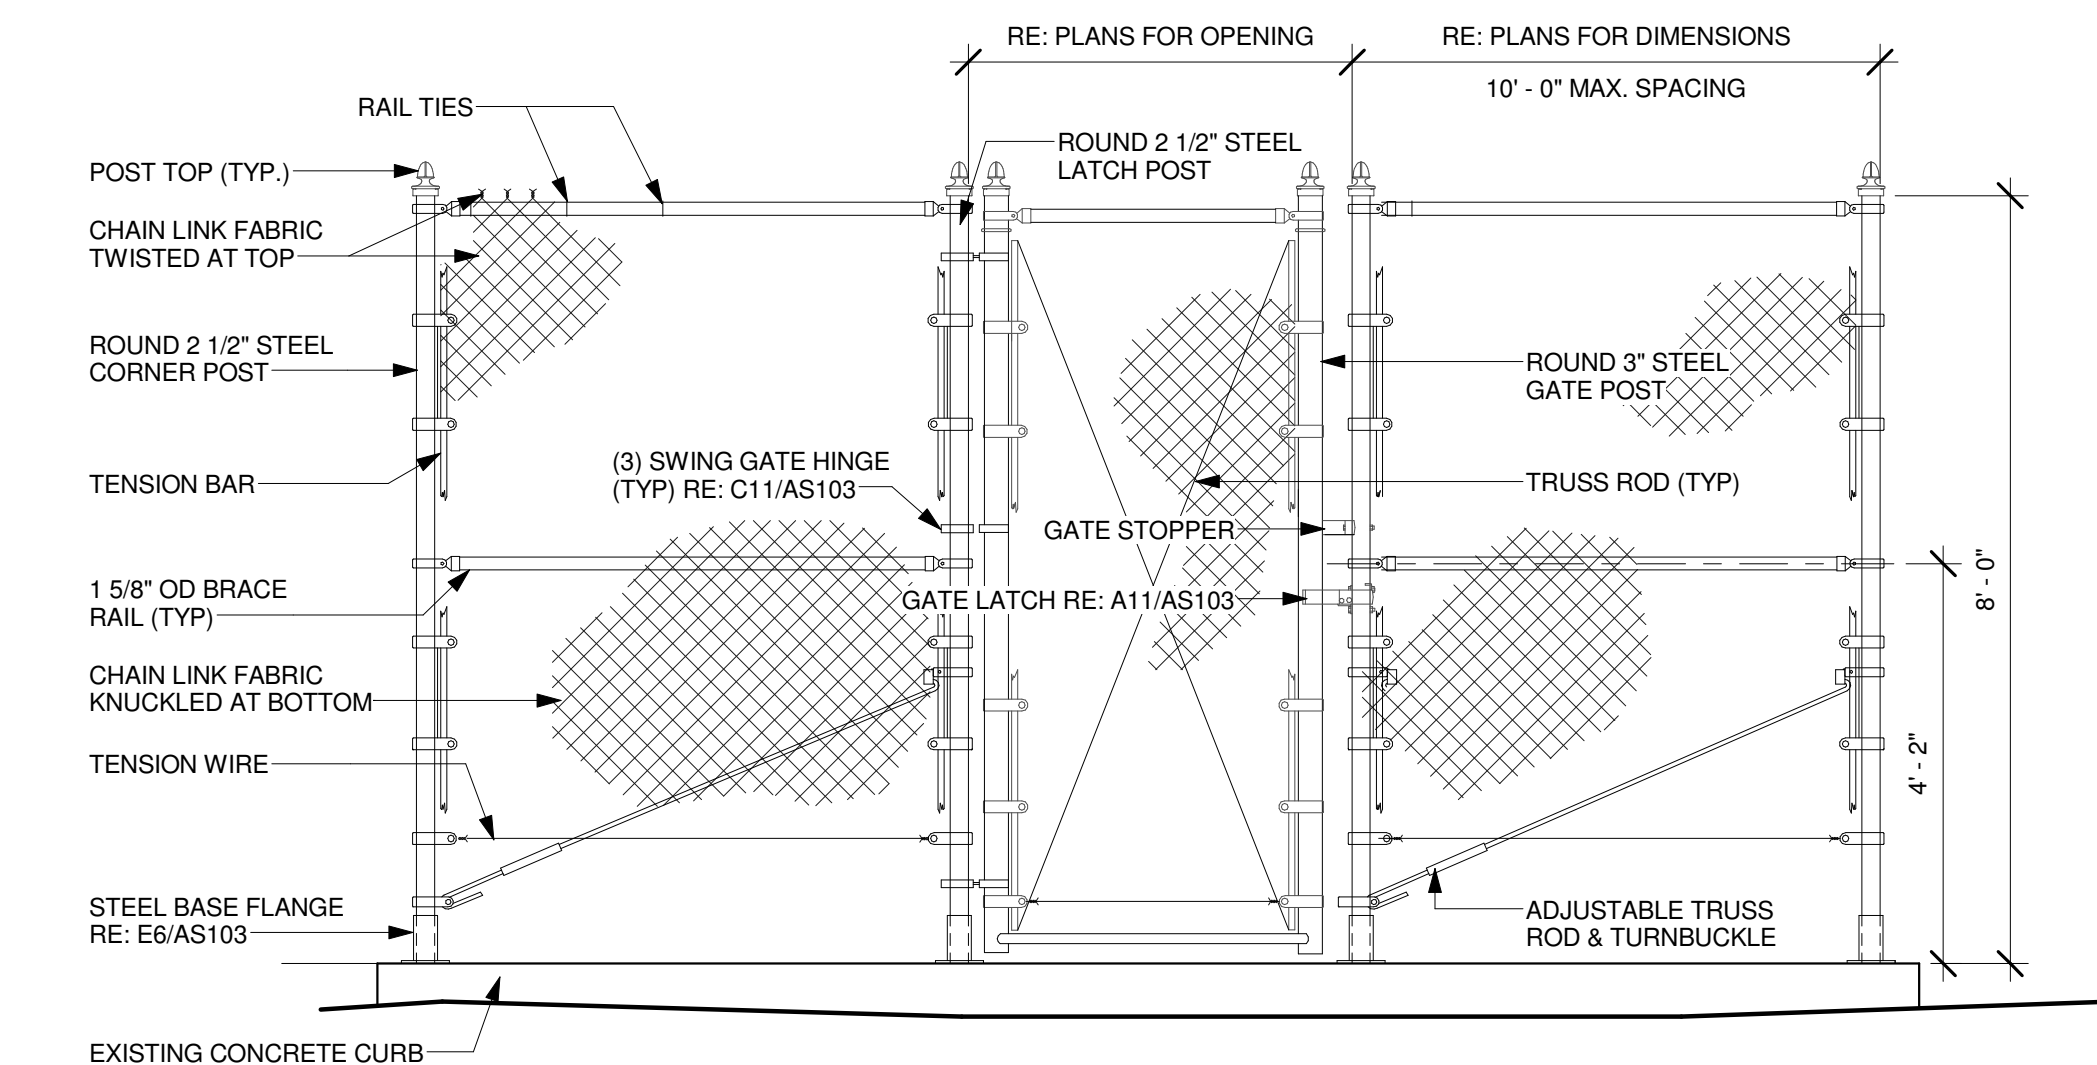 RE: PLANS FOR OPENING
RE: PLANS FOR DIMENSIONS
10' - 0" MAX. SPACING
RAIL TIES
ROUND 2 1/2" STEEL
LATCH POST
POST TOP (TYP.)
CHAIN LINK FABRIC
TWISTED AT TOP
ROUND 2 1/2" STEEL
CORNER POST
ROUND 3" STEEL
GATE POST
(3) SWING GATE HINGE
(TYP) RE: C11/AS103
TENSION BAR
TRUSS ROD (TYP)
GATE STOPPER
1 5/8" OD BRACE
RAIL (TYP)
GATE LATCH RE: A11/AS103
8' - 0"
CHAIN LINK FABRIC
KNUCKLED AT BOTTOM
TENSION WIRE
4' - 2"
STEEL BASE FLANGE
RE: E6/AS103
ADJUSTABLE TRUSS
ROD & TURNBUCKLE
EXISTING CONCRETE CURB